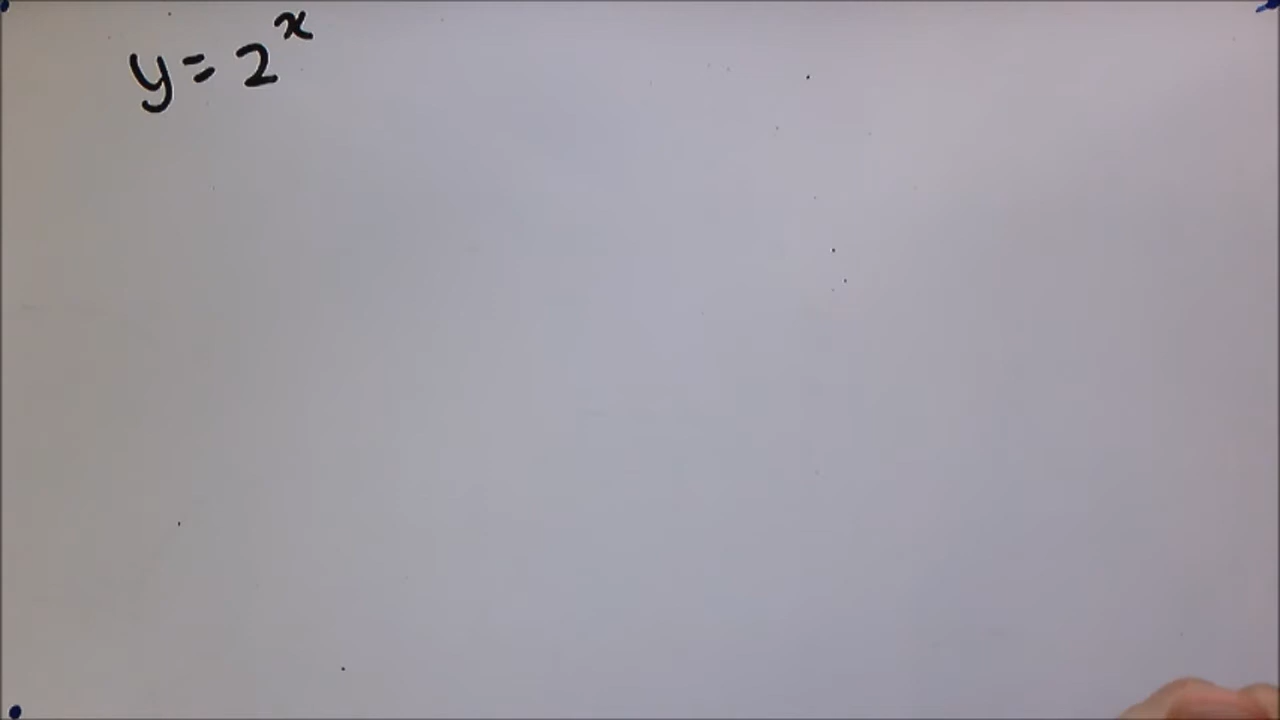 y = 2^x